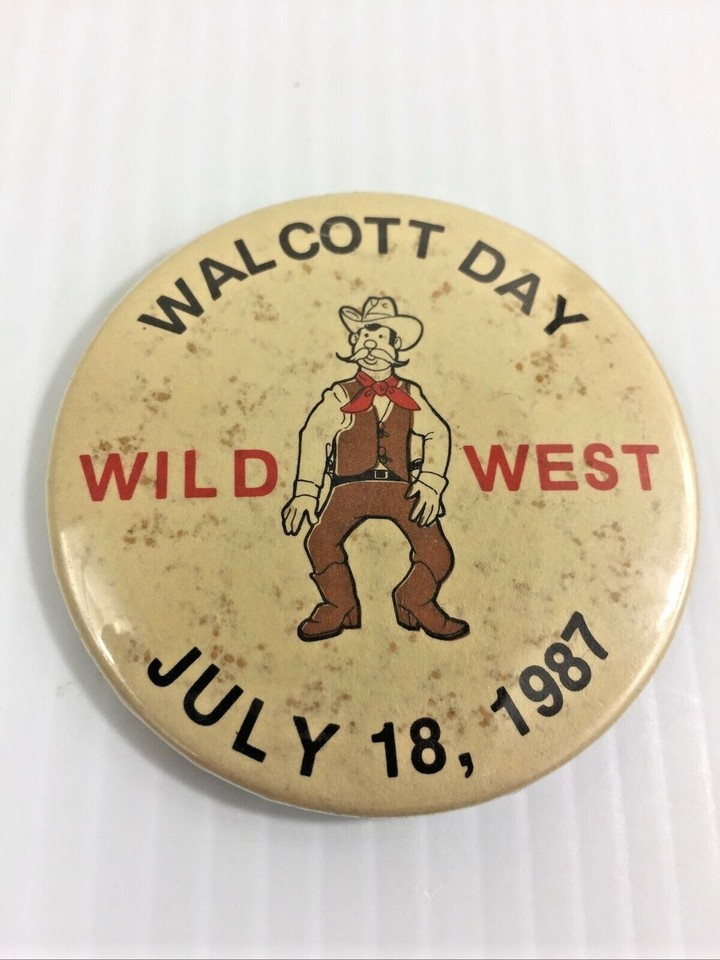 WALCOTT DAY
WILD WEST
JULY 18, 1987